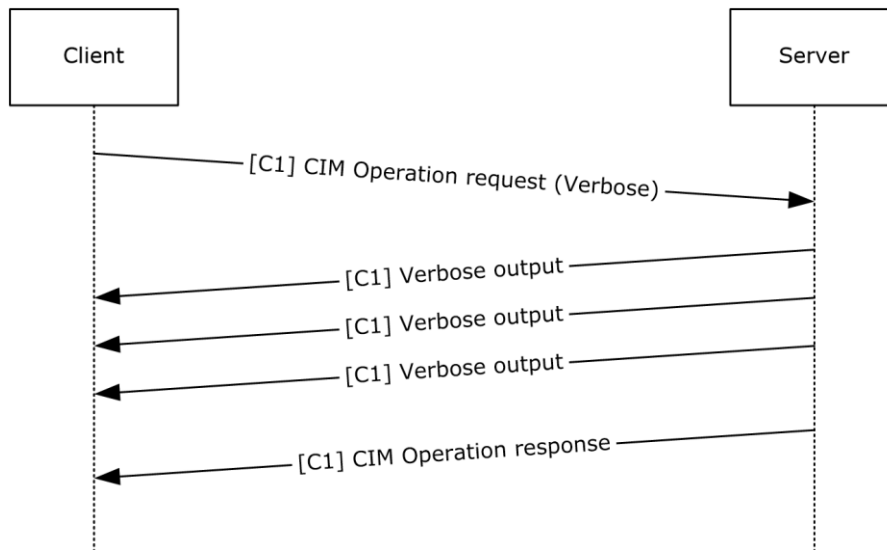 Client
Server
[C1] CIM Operation request (Verbose)
[C1] Verbose output
[C1] Verbose output
[C1] Verbose output
[C1] CIM Operation response